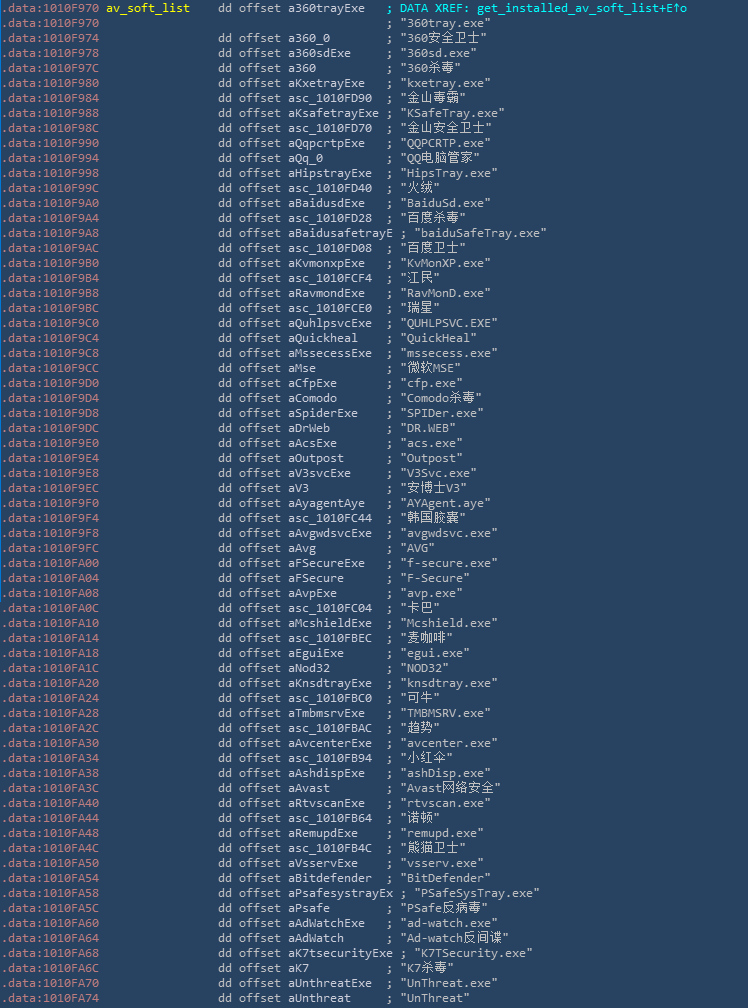 .data:1010F970 av_soft_list dd offset a360trayExe ; DATA XREF: get_installed_av_soft_list+E↑o
.data:1010F970 ; "360tray.exe"
.data:1010F974 dd offset a360_0 ; "360安全卫士"
.data:1010F978 dd offset a360sdExe ; "360sd.exe"
.data:1010F97C dd offset a360 ; "360杀毒"
.data:1010F980 dd offset aKxetrayExe ; "kxetray.exe"
.data:1010F984 dd offset asc_1010FD90 ; "金山毒霸"
.data:1010F988 dd offset aKsafetrayExe ; "KSafeTray.exe"
.data:1010F98C dd offset asc_1010FD70 ; "金山安全卫士"
.data:1010F990 dd offset aQqpcrtpExe ; "QQPCRTP.exe"
.data:1010F994 dd offset aQq_0 ; "QQ电脑管家"
.data:1010F998 dd offset aHipstrayExe ; "HipsTray.exe"
.data:1010F99C dd offset asc_1010FD40 ; "火绒"
.data:1010F9A0 dd offset aBaidusdExe ; "BaiduSd.exe"
.data:1010F9A4 dd offset asc_1010FD28 ; "百度杀毒"
.data:1010F9A8 dd offset aBaidusafetrayE ; "baiduSafeTray.exe"
.data:1010F9AC dd offset asc_1010FD08 ; "百度卫士"
.data:1010F9B0 dd offset aKvmonxpExe ; "KvMonXP.exe"
.data:1010F9B4 dd offset asc_1010FCF4 ; "江民"
.data:1010F9B8 dd offset aRavmondExe ; "RavMonD.exe"
.data:1010F9BC dd offset asc_1010FCE0 ; "瑞星"
.data:1010F9C0 dd offset aQuhlpsvcExe ; "QUHLPSVC.EXE"
.data:1010F9C4 dd offset aQuickheal ; "QuickHeal"
.data:1010F9C8 dd offset aMssecessExe ; "mssecess.exe"
.data:1010F9CC dd offset aMse ; "微软MSE"
.data:1010F9D0 dd offset aCfpExe ; "cfp.exe"
.data:1010F9D4 dd offset aComodo ; "Comodo杀毒"
.data:1010F9D8 dd offset aSpiderExe ; "SPIDer.exe"
.data:1010F9DC dd offset aDrWeb ; "DR.WEB"
.data:1010F9E0 dd offset aAcsExe ; "acs.exe"
.data:1010F9E4 dd offset aOutpost ; "Outpost"
.data:1010F9E8 dd offset aV3svcExe ; "V3Svc.exe"
.data:1010F9EC dd offset aV3 ; "安博士V3"
.data:1010F9F0 dd offset aAyagentAye ; "AYAgent.aye"
.data:1010F9F4 dd offset asc_1010FC44 ; "韩国胶囊"
.data:1010F9F8 dd offset aAvgwdsvcExe ; "avgwdsvc.exe"
.data:1010F9FC dd offset aAvg ; "AVG"
.data:1010FA00 dd offset aFSecureExe ; "f-secure.exe"
.data:1010FA04 dd offset aFSecure ; "F-Secure"
.data:1010FA08 dd offset aAvpExe ; "avp.exe"
.data:1010FA0C dd offset asc_1010FC04 ; "卡巴"
.data:1010FA10 dd offset aMcshieldExe ; "Mcshield.exe"
.data:1010FA14 dd offset asc_1010FBEC ; "麦咖啡"
.data:1010FA18 dd offset aEguiExe ; "egui.exe"
.data:1010FA1C dd offset aNod32 ; "NOD32"
.data:1010FA20 dd offset aKnsdtrayExe ; "knsdtray.exe"
.data:1010FA24 dd offset asc_1010FBC0 ; "可牛"
.data:1010FA28 dd offset aTmbmsrvExe ; "TMBMSRV.exe"
.data:1010FA2C dd offset asc_1010FBAC ; "趋势"
.data:1010FA30 dd offset aAvcenterExe ; "avcenter.exe"
.data:1010FA34 dd offset asc_1010FB94 ; "小红伞"
.data:1010FA38 dd offset aAshdispExe ; "ashDisp.exe"
.data:1010FA3C dd offset aAvast ; "Avast网络安全"
.data:1010FA40 dd offset aRtvscanExe ; "rtvscan.exe"
.data:1010FA44 dd offset asc_1010FB64 ; "诺顿"
.data:1010FA48 dd offset aRemupdExe ; "remupd.exe"
.data:1010FA4C dd offset asc_1010FB4C ; "熊猫卫士"
.data:1010FA50 dd offset aVsservExe ; "vsserv.exe"
.data:1010FA54 dd offset aBitdefender ; "BitDefender"
.data:1010FA58 dd offset aPsafesystrayEx ; "PSafeSysTray.exe"
.data:1010FA5C dd offset aPsafe ; "PSafe反病毒"
.data:1010FA60 dd offset aAdWatchExe ; "ad-watch.exe"
.data:1010FA64 dd offset aAdWatch ; "Ad-watch反间谍"
.data:1010FA68 dd offset aK7tsecurityExe ; "K7TSecurity.exe"
.data:1010FA6C dd offset aK7 ; "K7杀毒"
.data:1010FA70 dd offset aUnthreatExe ; "UnThreat.exe"
.data:1010FA74 dd offset aUnthreat ; "UnThreat"